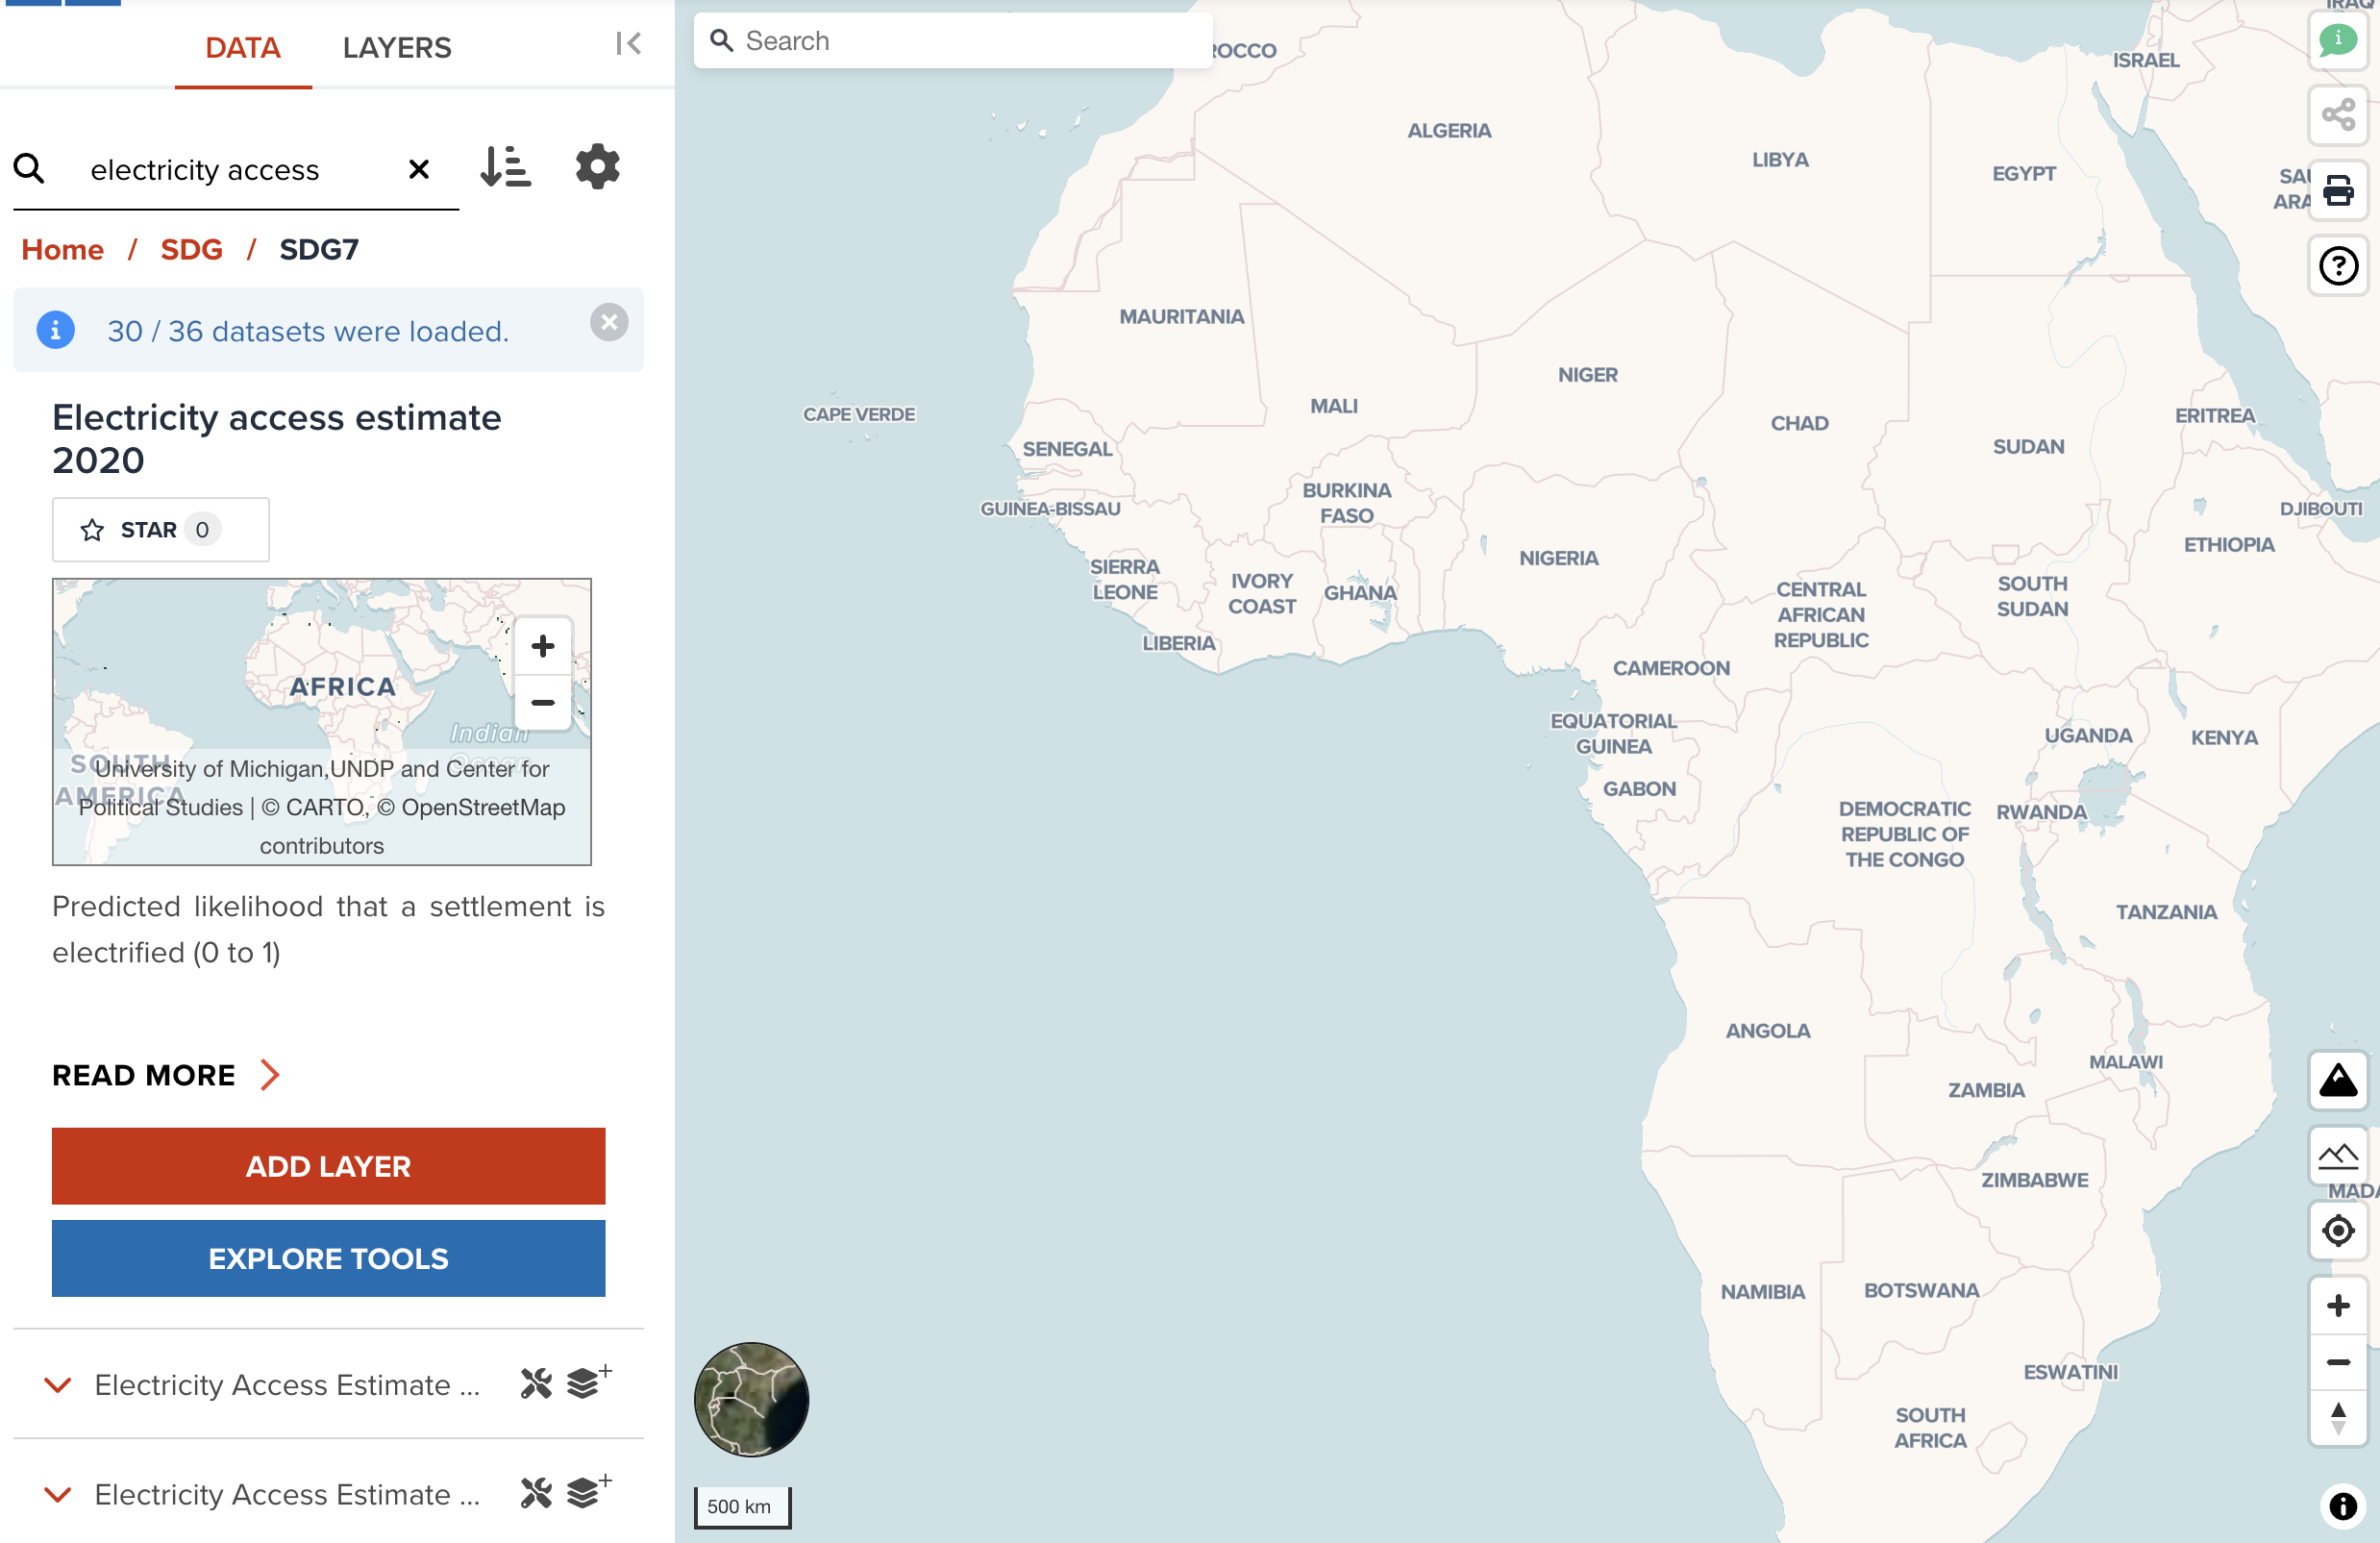 DATA
LAYERS
electricity access
Home / SDG / SDG7
30 / 36 datasets were loaded.
Electricity access estimate
2020
STAR 0
AFRICA
Indian
SOUTH
AMERICA
University of Michigan,UNDP and Center for
Political Studies | © CARTO, © OpenStreetMap
contributors
Predicted likelihood that a settlement is
electrified (0 to 1)
READ MORE
ADD LAYER
EXPLORE TOOLS
Electricity Access Estimate ...
Electricity Access Estimate ...
Search
ROCCO
IRAQ
ISRAEL
ALGERIA
LIBYA
EGYPT
SAU
ARA
MAURITANIA
NIGER
MALI
CAPE VERDE
CHAD
ERITREA
SENEGAL
SUDAN
BURKINA
FASO
GUINEA-BISSAU
DJIBOUTI
ETHIOPIA
NIGERIA
SIERRA
LEONE
IVORY
COAST
GHANA
CENTRAL
AFRICAN
REPUBLIC
SOUTH
SUDAN
LIBERIA
CAMEROON
EQUATORIAL
GUINEA
UGANDA
KENYA
GABON
DEMOCRATIC
REPUBLIC OF
THE CONGO
RWANDA
TANZANIA
ANGOLA
MALAWI
ZAMBIA
ZIMBABWE
MADA
NAMIBIA
BOTSWANA
ESWATINI
SOUTH
AFRICA
500 km